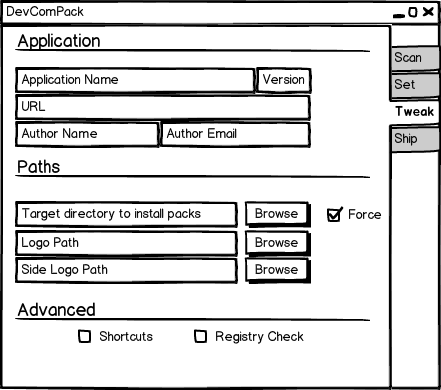 DevComPack
Application
Application Name Version
URL
Author Name Author Email
Paths
Target directory to install packs Browse Force
Logo Path Browse
Side Logo Path Browse
Advanced
Shortcuts Registry Check
Scan
Set
Tweak
Ship